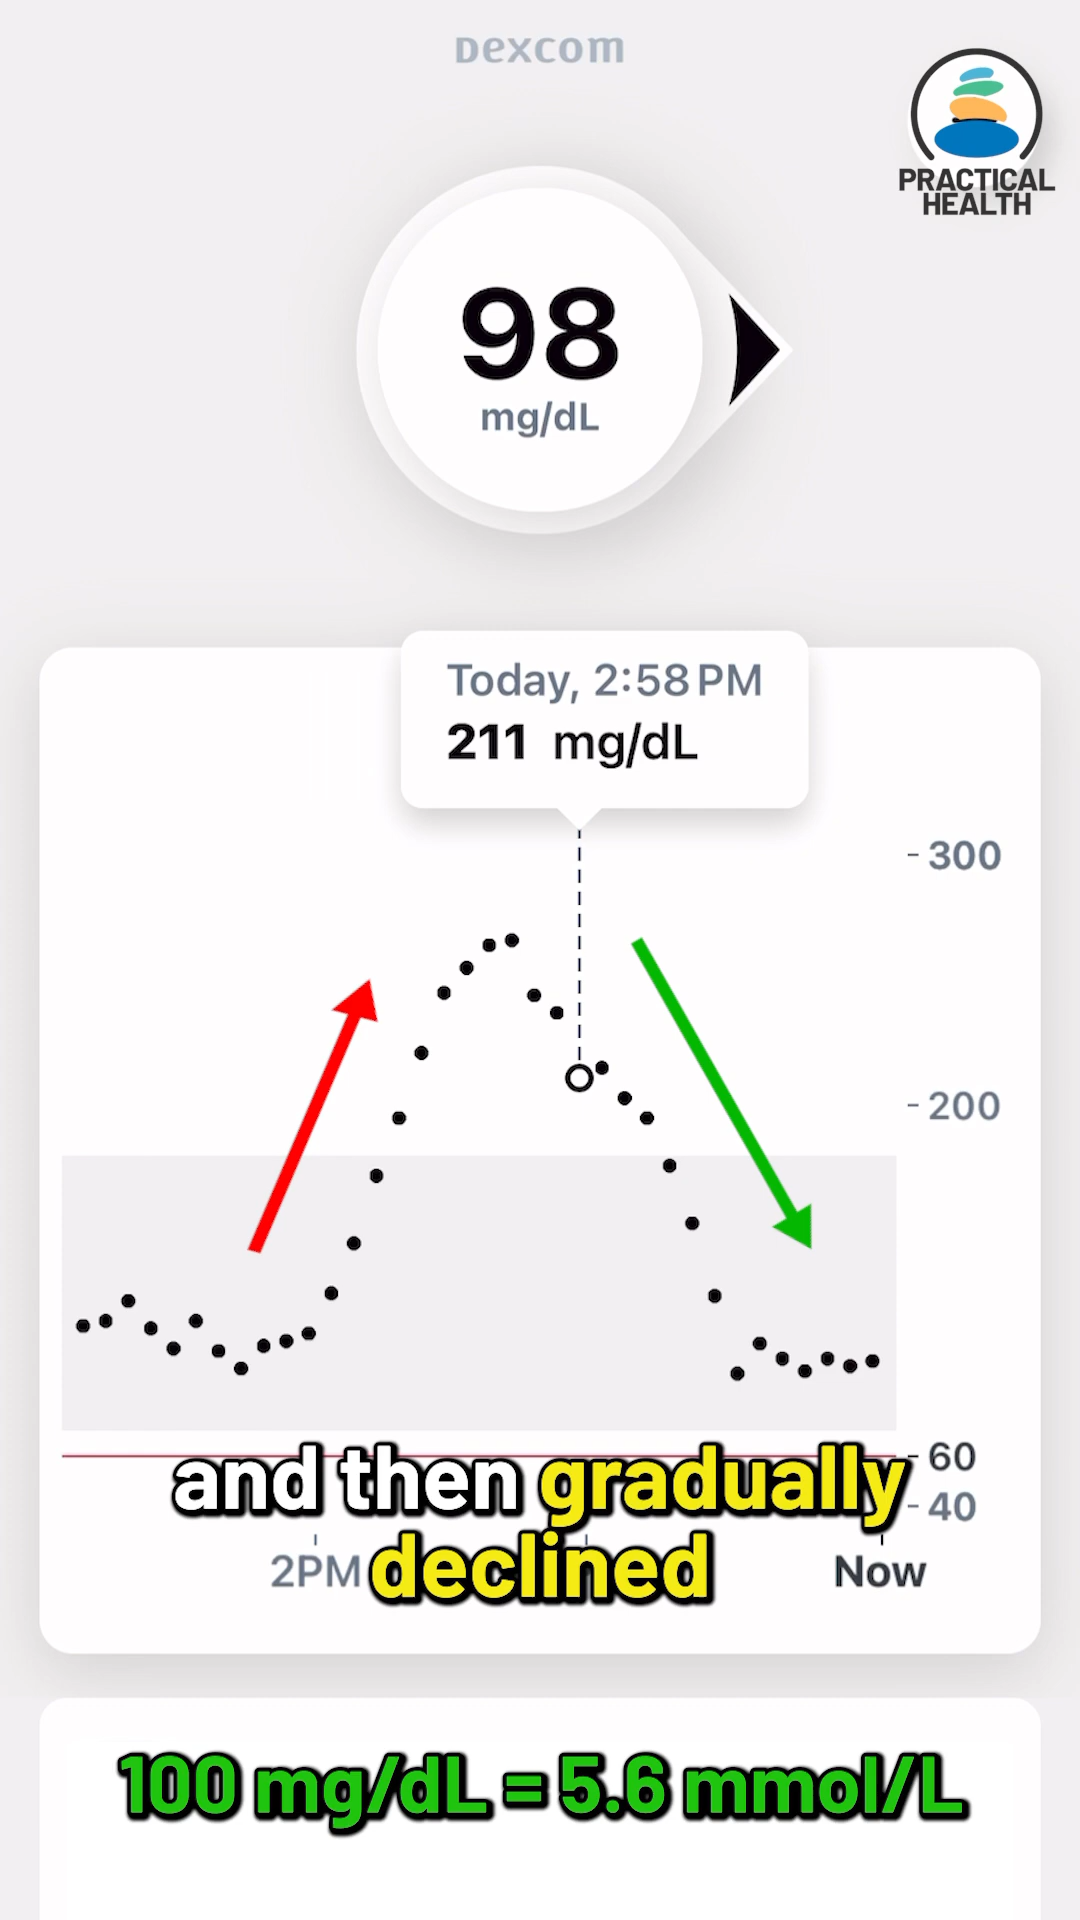 Dexcom
PRACTICAL
HEALTH
98
mg/dL
Today, 2:58 PM
211 mg/dL
300
200
60
40
and then gradually
declined
2PM
Now
100 mg/dL = 5.6 mmol/L